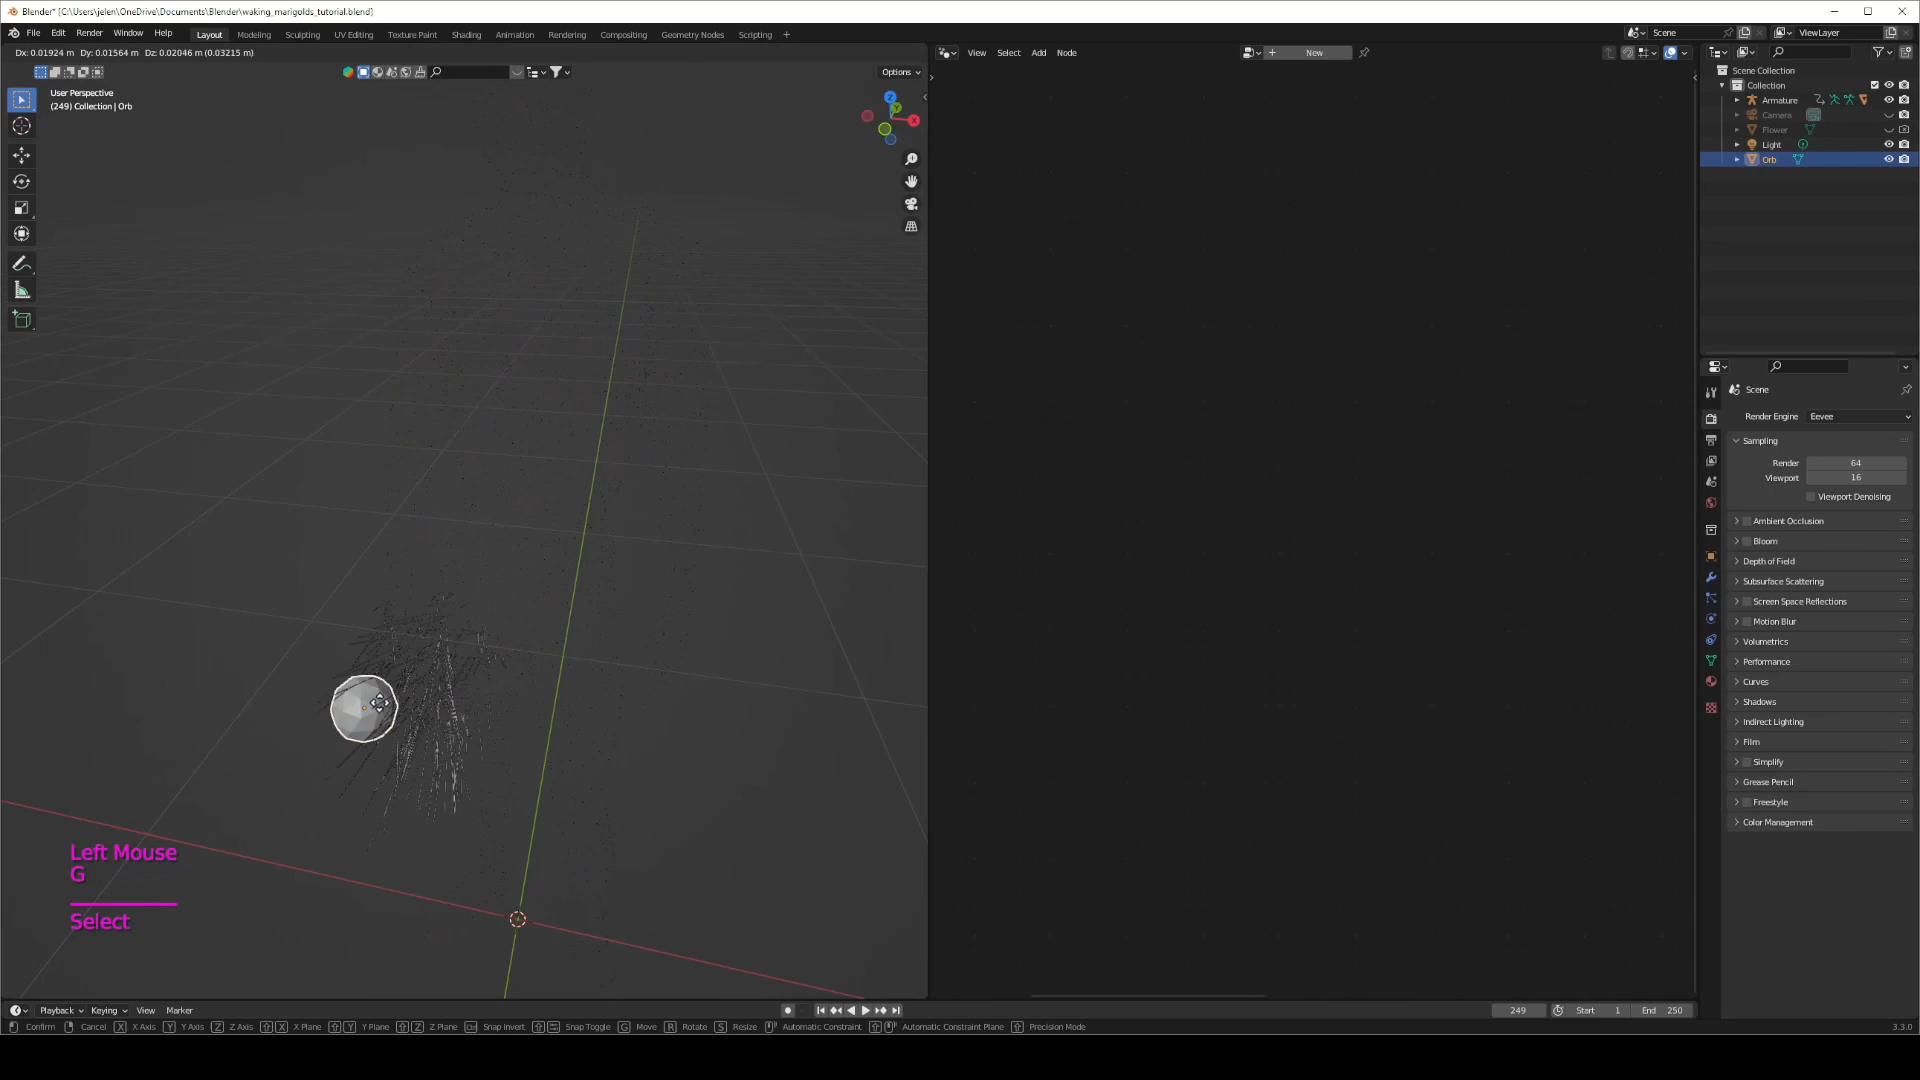 Blender* [C:\Users\jelen\OneDrive\Documents\Blender\waking_marigolds_tutorial.blend]
File Edit Render Window Help Layout Modeling Sculpting UV Editing Texture Paint Shading Animation Rendering Compositing Geometry Nodes Scripting + Scene ViewLayer
Dx: 0.01924 m Dy: 0.01564 m Dz: 0.02046 m (0.03215 m) View Select Add Node + New
Options
User Perspective
(249) Collection | Orb
Z
Y
X
Scene Collection
Collection
Armature
Camera
Flower
Light
Orb
Scene
Render Engine Eevee
Sampling
Render 64
Viewport 16
Viewport Denoising
Ambient Occlusion
Bloom
Depth of Field
Subsurface Scattering
Screen Space Reflections
Motion Blur
Volumetrics
Performance
Curves
Shadows
Indirect Lighting
Film
Simplify
Grease Pencil
Freestyle
Color Management
Left Mouse
G
Select
Playback Keying View Marker 249 Start 1 End 250
Confirm Cancel X X Axis Y Y Axis Z Z Axis X X Plane Y Y Plane Z Z Plane Snap Invert Snap Toggle G Move R Rotate S Resize Automatic Constraint Automatic Constraint Plane Precision Mode 3.3.0